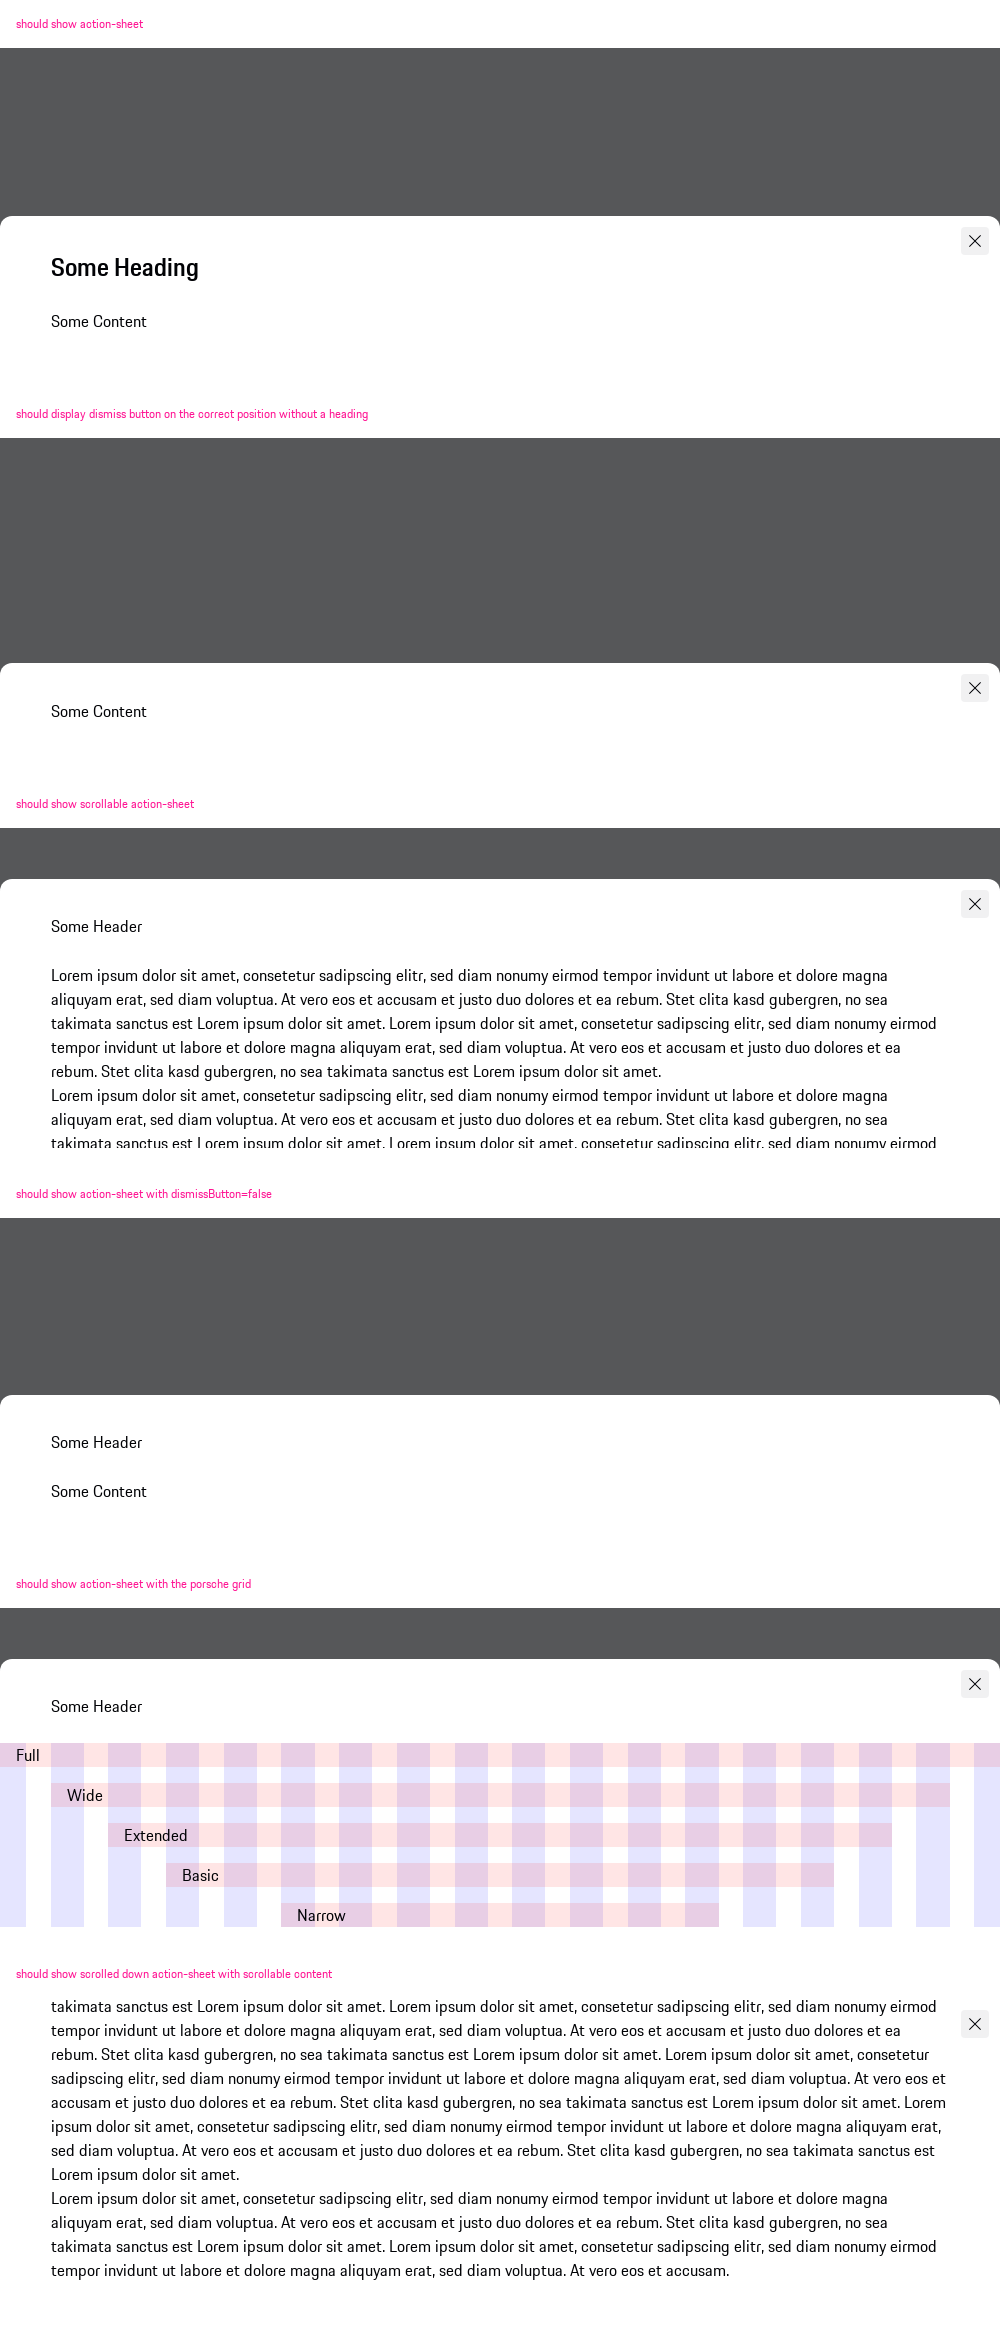 should show action-sheet
Some Heading
Some Content
should display dismiss button on the correct position without a heading
Some Content
should show scrollable action-sheet
Some Header
Lorem ipsum dolor sit amet, consetetur sadipscing elitr, sed diam nonumy eirmod tempor invidunt ut labore et dolore magna
aliquyam erat, sed diam voluptua. At vero eos et accusam et justo duo dolores et ea rebum. Stet clita kasd gubergren, no sea
takimata sanctus est Lorem ipsum dolor sit amet. Lorem ipsum dolor sit amet, consetetur sadipscing elitr, sed diam nonumy eirmod
tempor invidunt ut labore et dolore magna aliquyam erat, sed diam voluptua. At vero eos et accusam et justo duo dolores et ea
rebum. Stet clita kasd gubergren, no sea takimata sanctus est Lorem ipsum dolor sit amet.
Lorem ipsum dolor sit amet, consetetur sadipscing elitr, sed diam nonumy eirmod tempor invidunt ut labore et dolore magna
aliquyam erat, sed diam voluptua. At vero eos et accusam et justo duo dolores et ea rebum. Stet clita kasd gubergren, no sea
takimata sanctus est Lorem ipsum dolor sit amet. Lorem ipsum dolor sit amet, consetetur sadipscing elitr, sed diam nonumy eirmod
should show action-sheet with dismissButton=false
Some Header
Some Content
should show action-sheet with the porsche grid
Some Header
Full
Wide
Extended
Basic
Narrow
should show scrolled down action-sheet with scrollable content
takimata sanctus est Lorem ipsum dolor sit amet. Lorem ipsum dolor sit amet, consetetur sadipscing elitr, sed diam nonumy eirmod
tempor invidunt ut labore et dolore magna aliquyam erat, sed diam voluptua. At vero eos et accusam et justo duo dolores et ea
rebum. Stet clita kasd gubergren, no sea takimata sanctus est Lorem ipsum dolor sit amet. Lorem ipsum dolor sit amet, consetetur
sadipscing elitr, sed diam nonumy eirmod tempor invidunt ut labore et dolore magna aliquyam erat, sed diam voluptua. At vero eos et
accusam et justo duo dolores et ea rebum. Stet clita kasd gubergren, no sea takimata sanctus est Lorem ipsum dolor sit amet. Lorem
ipsum dolor sit amet, consetetur sadipscing elitr, sed diam nonumy eirmod tempor invidunt ut labore et dolore magna aliquyam erat,
sed diam voluptua. At vero eos et accusam et justo duo dolores et ea rebum. Stet clita kasd gubergren, no sea takimata sanctus est
Lorem ipsum dolor sit amet.
Lorem ipsum dolor sit amet, consetetur sadipscing elitr, sed diam nonumy eirmod tempor invidunt ut labore et dolore magna
aliquyam erat, sed diam voluptua. At vero eos et accusam et justo duo dolores et ea rebum. Stet clita kasd gubergren, no sea
takimata sanctus est Lorem ipsum dolor sit amet. Lorem ipsum dolor sit amet, consetetur sadipscing elitr, sed diam nonumy eirmod
tempor invidunt ut labore et dolore magna aliquyam erat, sed diam voluptua. At vero eos et accusam.